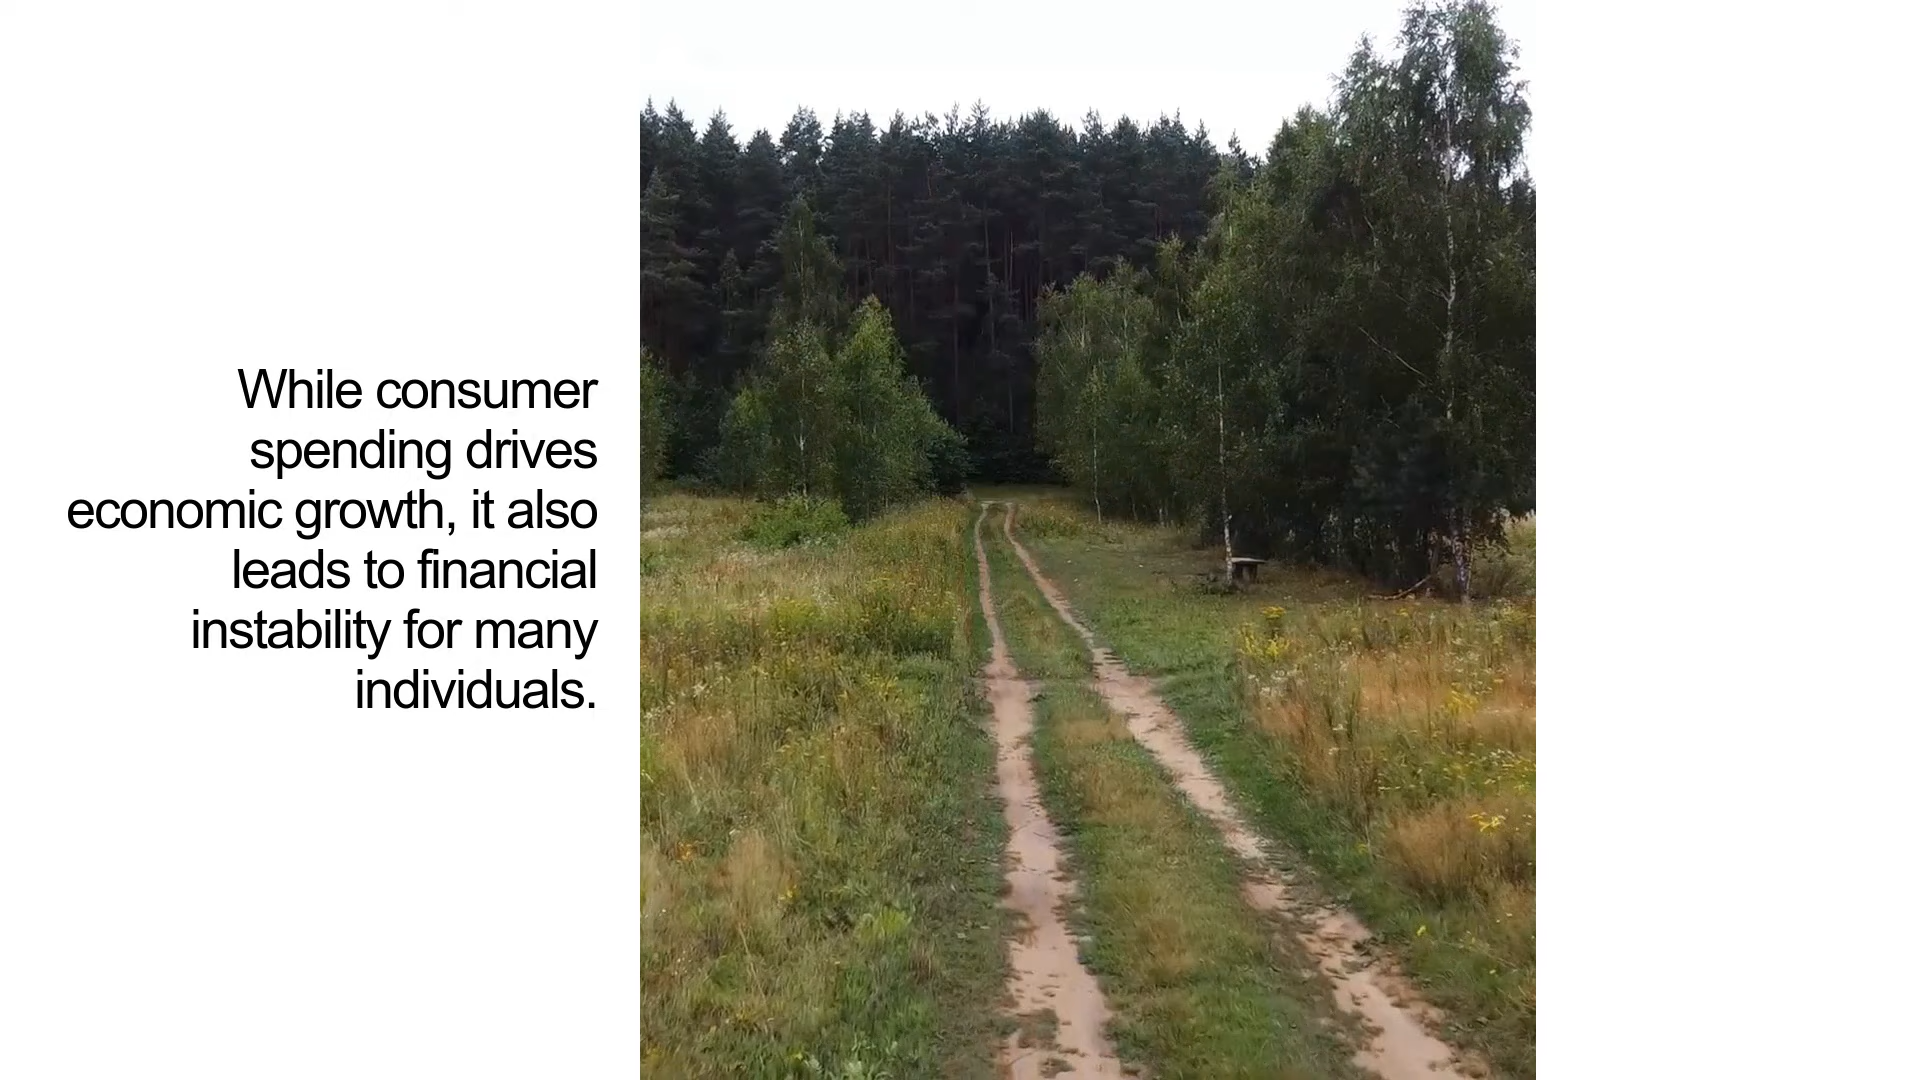 While consumer
spending drives
economic growth, it also
leads to financial
instability for many
individuals.